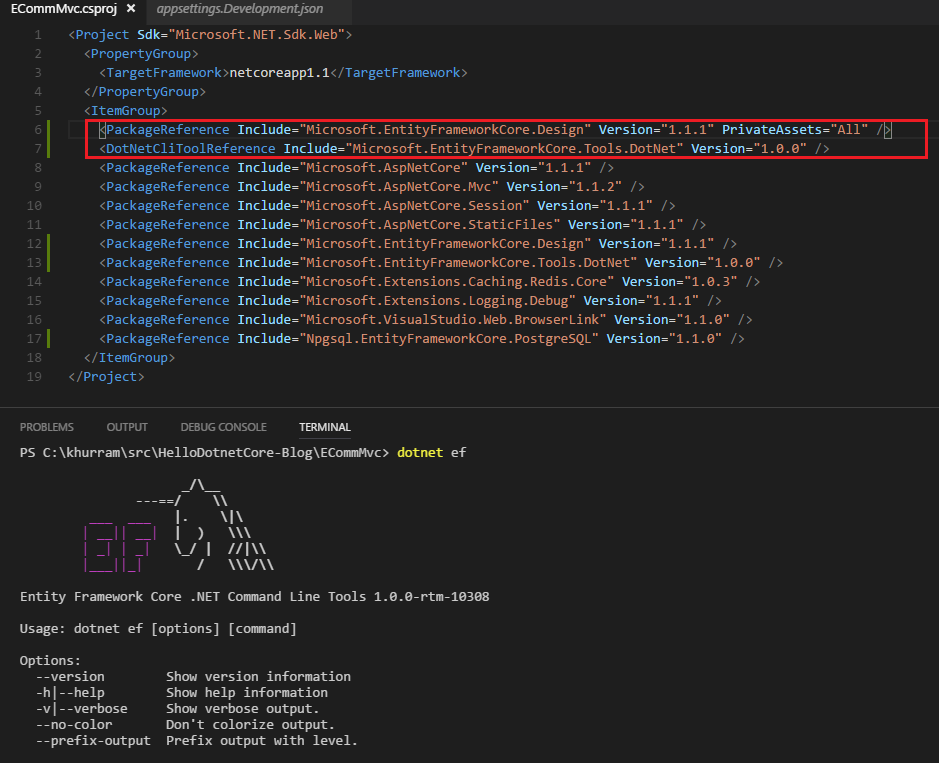 ECommMvc.csproj × appsettings.Development.json
1 <Project Sdk="Microsoft.NET.Sdk.Web">
2 <PropertyGroup>
3 <TargetFramework>netcoreapp1.1</TargetFramework>
4 </PropertyGroup>
5 <ItemGroup>
6 <PackageReference Include="Microsoft.EntityFrameworkCore.Design" Version="1.1.1" PrivateAssets="All" />
7 <DotNetCliToolReference Include="Microsoft.EntityFrameworkCore.Tools.DotNet" Version="1.0.0" />
8 <PackageReference Include="Microsoft.AspNetCore" Version="1.1.1" />
9 <PackageReference Include="Microsoft.AspNetCore.Mvc" Version="1.1.2" />
10 <PackageReference Include="Microsoft.AspNetCore.Session" Version="1.1.1" />
11 <PackageReference Include="Microsoft.AspNetCore.StaticFiles" Version="1.1.1" />
12 <PackageReference Include="Microsoft.EntityFrameworkCore.Design" Version="1.1.1" />
13 <PackageReference Include="Microsoft.EntityFrameworkCore.Tools.DotNet" Version="1.0.0" />
14 <PackageReference Include="Microsoft.Extensions.Caching.Redis.Core" Version="1.0.3" />
15 <PackageReference Include="Microsoft.Extensions.Logging.Debug" Version="1.1.1" />
16 <PackageReference Include="Microsoft.VisualStudio.Web.BrowserLink" Version="1.1.0" />
17 <PackageReference Include="Npgsql.EntityFrameworkCore.PostgreSQL" Version="1.1.0" />
18 </ItemGroup>
19 </Project>
PROBLEMS OUTPUT DEBUG CONSOLE TERMINAL
PS C:\khurram\src\HelloDotnetCore-Blog\ECommMvc> dotnet ef
                     _/\__
               ---==/    \\
         ___  ___   |.    \|\
        | __|| __|  |  )   \\\
        | _| | _|   \_/ |  //|\\
        |___||_|       /   \\\/\\
Entity Framework Core .NET Command Line Tools 1.0.0-rtm-10308
Usage: dotnet ef [options] [command]
Options:
--version Show version information
-h|--help Show help information
-v|--verbose Show verbose output.
--no-color Don't colorize output.
--prefix-output Prefix output with level.